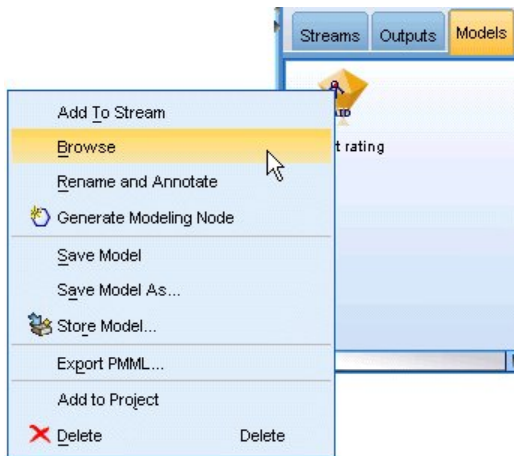 Streams Outputs Models
t rating
Add To Stream
Browse
Rename and Annotate
Generate Modeling Node
Save Model
Save Model As...
Store Model...
Export PMML...
Add to Project
Delete Delete